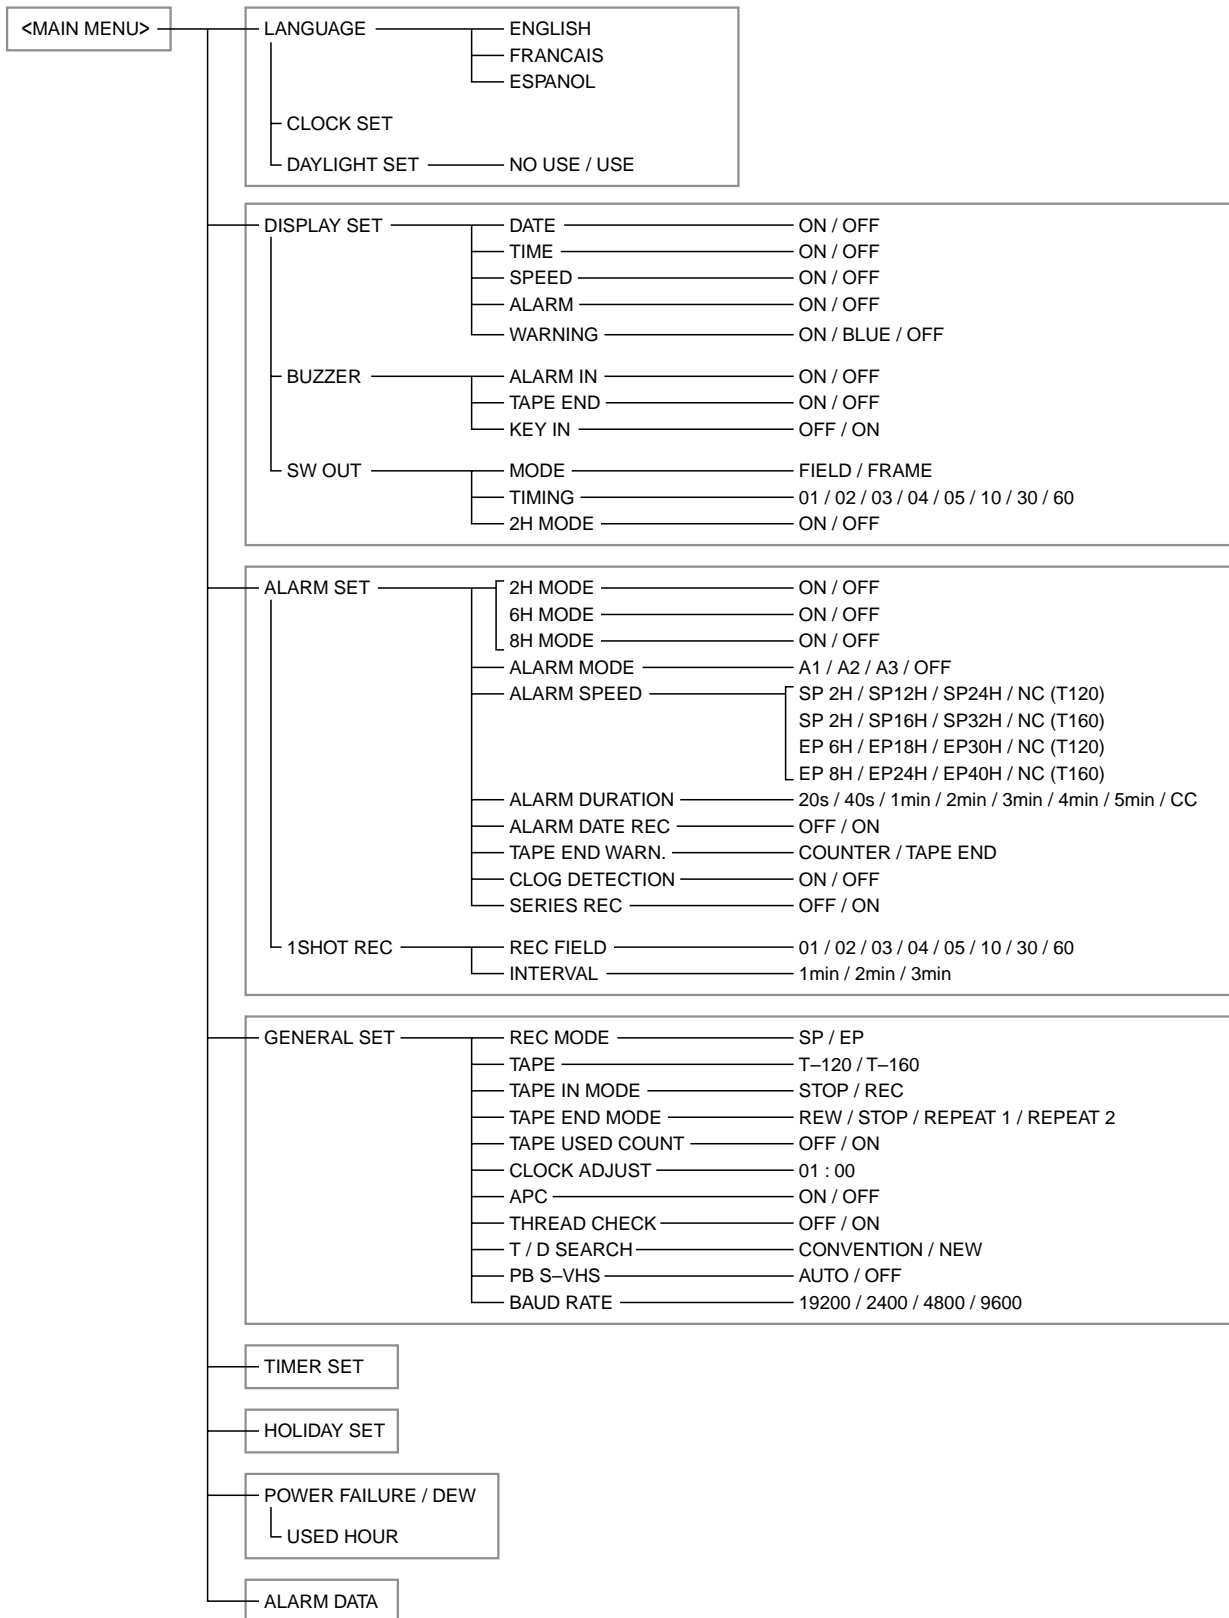 <MAIN MENU> LANGUAGE ENGLISH
FRANCAIS
ESPANOL
CLOCK SET
DAYLIGHT SET NO USE / USE
DISPLAY SET DATE ON / OFF
TIME ON / OFF
SPEED ON / OFF
ALARM ON / OFF
WARNING ON / BLUE / OFF
BUZZER ALARM IN ON / OFF
TAPE END ON / OFF
KEY IN OFF / ON
SW OUT MODE FIELD / FRAME
TIMING 01 / 02 / 03 / 04 / 05 / 10 / 30 / 60
2H MODE ON / OFF
ALARM SET 2H MODE ON / OFF
6H MODE ON / OFF
8H MODE ON / OFF
ALARM MODE A1 / A2 / A3 / OFF
ALARM SPEED SP 2H / SP12H / SP24H / NC (T120)
SP 2H / SP16H / SP32H / NC (T160)
EP 6H / EP18H / EP30H / NC (T120)
EP 8H / EP24H / EP40H / NC (T160)
ALARM DURATION 20s / 40s / 1min / 2min / 3min / 4min / 5min / CC
ALARM DATE REC OFF / ON
TAPE END WARN. COUNTER / TAPE END
CLOG DETECTION ON / OFF
SERIES REC OFF / ON
1SHOT REC REC FIELD 01 / 02 / 03 / 04 / 05 / 10 / 30 / 60
INTERVAL 1min / 2min / 3min
GENERAL SET REC MODE SP / EP
TAPE T–120 / T–160
TAPE IN MODE STOP / REC
TAPE END MODE REW / STOP / REPEAT 1 / REPEAT 2
TAPE USED COUNT OFF / ON
CLOCK ADJUST 01 : 00
APC ON / OFF
THREAD CHECK OFF / ON
T / D SEARCH CONVENTION / NEW
PB S–VHS AUTO / OFF
BAUD RATE 19200 / 2400 / 4800 / 9600
TIMER SET
HOLIDAY SET
POWER FAILURE / DEW
USED HOUR
ALARM DATA